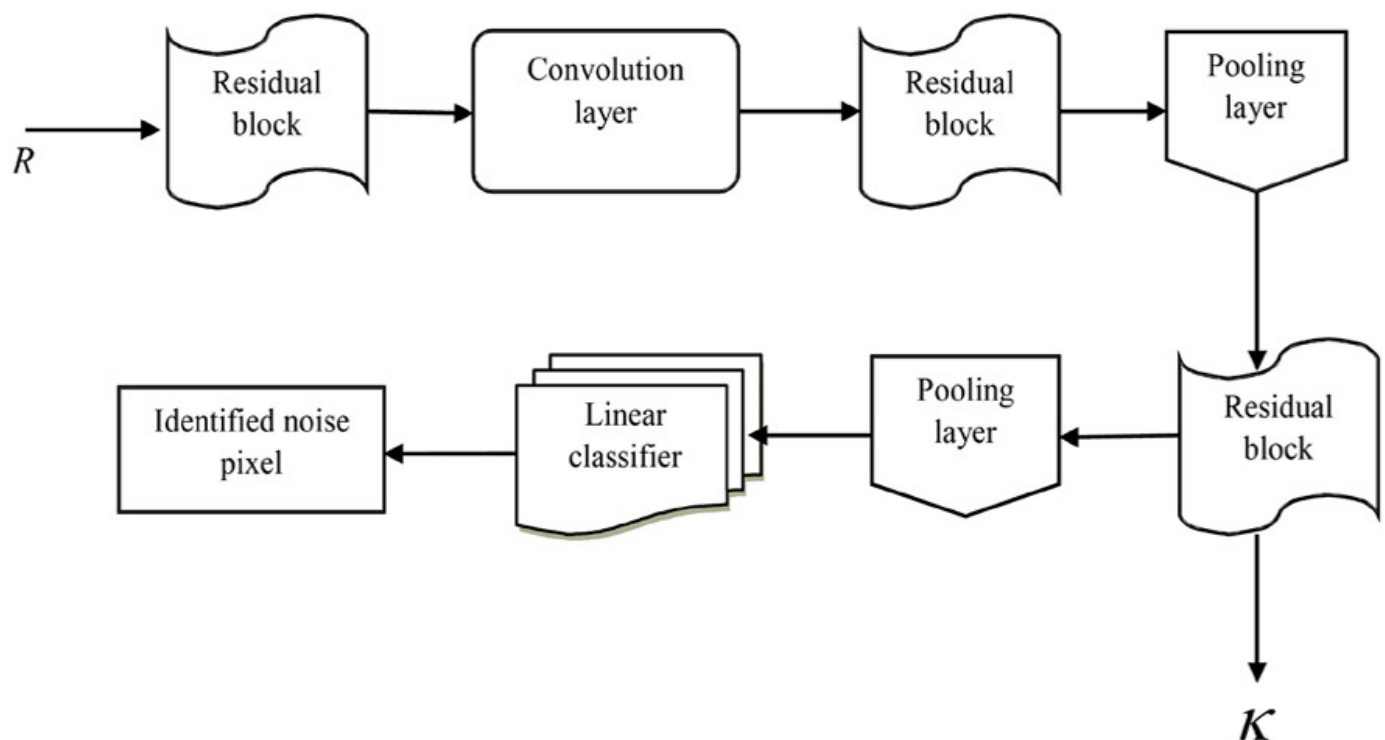 R
Residual
block
Convolution
layer
Residual
block
Pooling
layer
Residual
block
Pooling
layer
Linear
classifier
Identified noise
pixel
κ